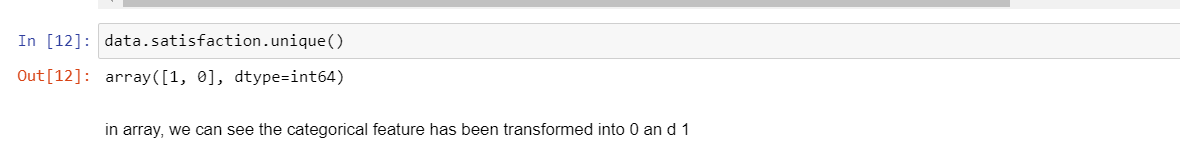 In [12]: data.satisfaction.unique()
Out[12]: array([1, 0], dtype=int64)
in array, we can see the categorical feature has been transformed into 0 an d 1